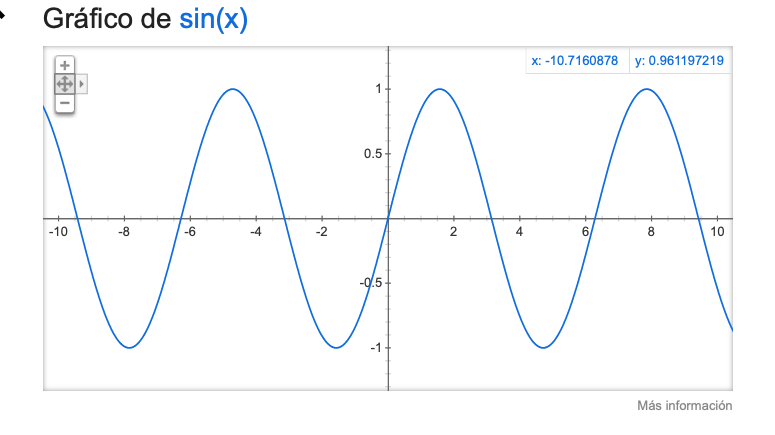 Gráfico de sin(x)
x: -10.7160878 y: 0.961197219
1
0.5
-10 -8 -6 -4 -2 2 4 6 8 10
-0.5
-1
Más información